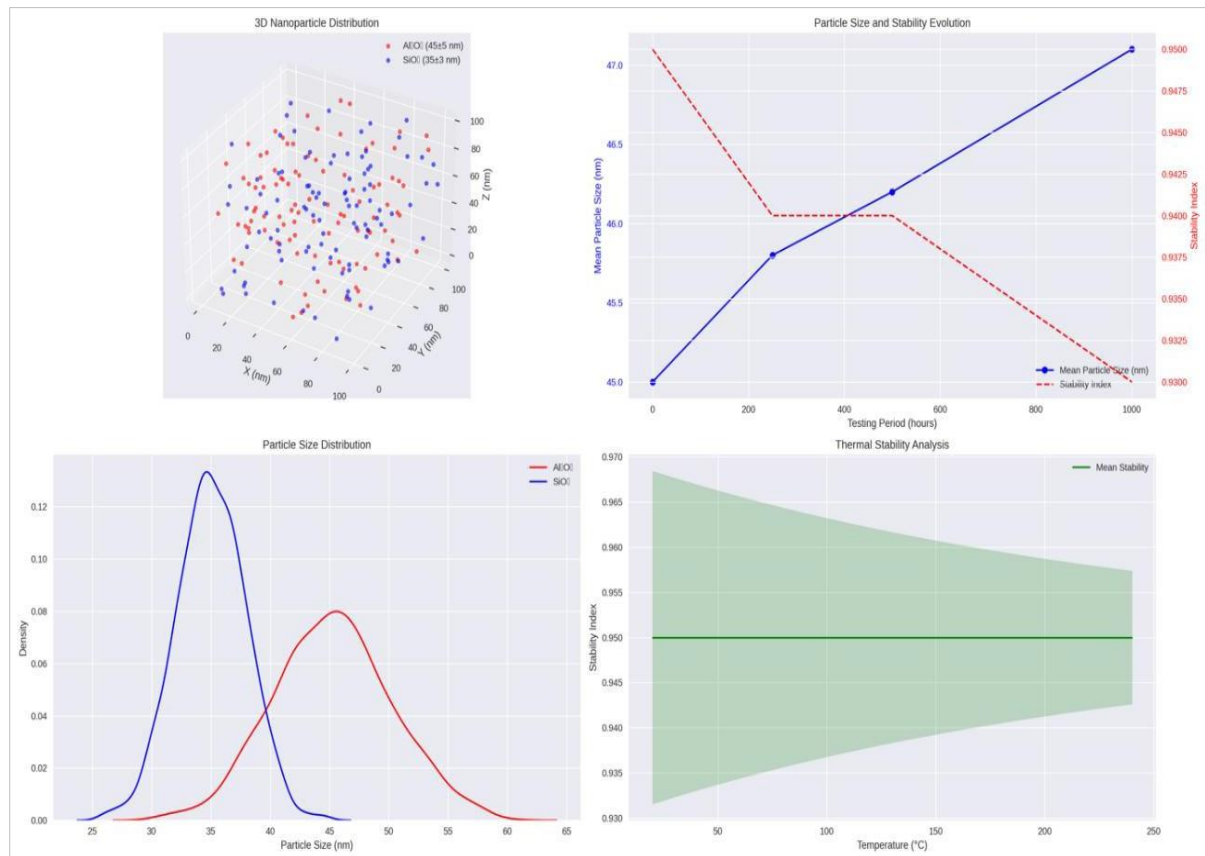 3D Nanoparticle Distribution
Al□O□ (45±5 nm)
SiO□ (35±3 nm)
100
80
60
40
20
0
Z (nm)
0
20
40
60
80
100
X (nm)
0
20
40
60
80
100
Y (nm)
Particle Size and Stability Evolution
47.0
46.5
46.0
45.5
45.0
Mean Particle Size (nm)
0.9500
0.9475
0.9450
0.9425
0.9400
0.9375
0.9350
0.9325
0.9300
Stability Index
Mean Particle Size (nm)
Stability Index
0 200 400 600 800 1000
Testing Period (hours)
Particle Size Distribution
Al□O□
SiO□
0.12
0.10
0.08
0.06
0.04
0.02
0.00
Density
25 30 35 40 45 50 55 60 65
Particle Size (nm)
Thermal Stability Analysis
Mean Stability
0.970
0.965
0.960
0.955
0.950
0.945
0.940
0.935
0.930
Stability Index
50 100 150 200 250
Temperature (°C)